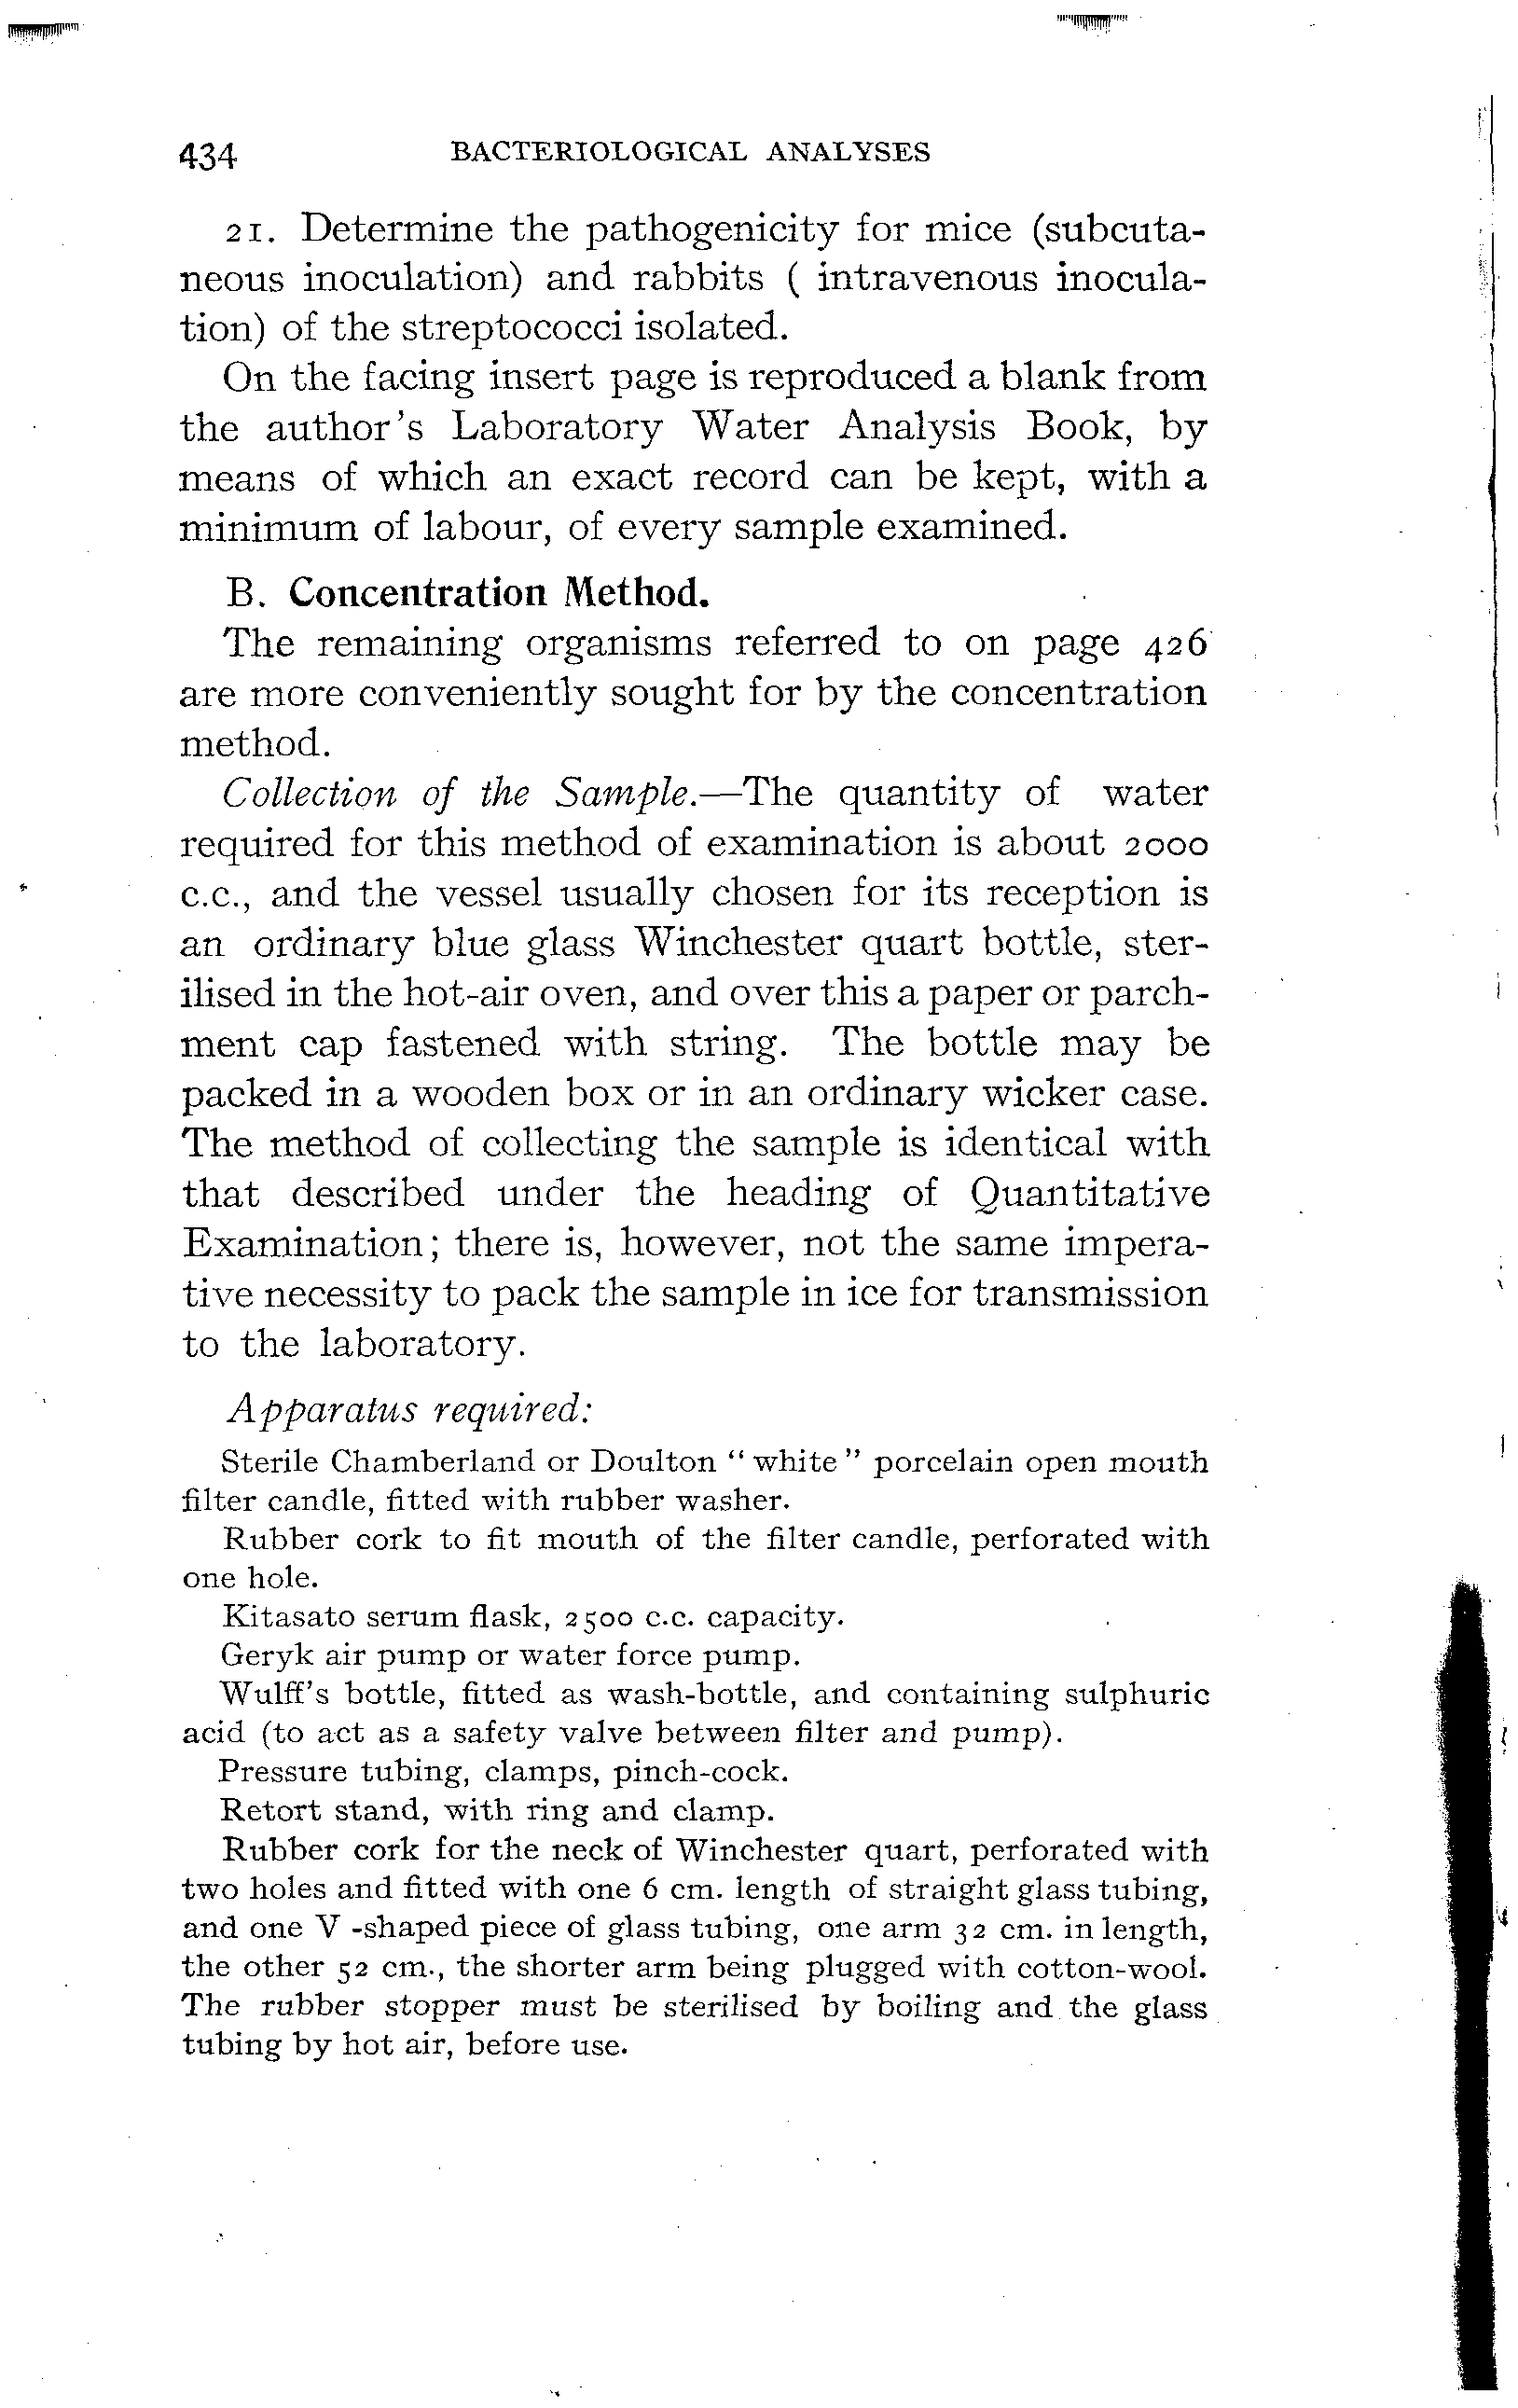 434 BACTERIOLOGICAL ANALYSES
21. Determine the pathogenicity for mice (subcuta-
neous inoculation) and rabbits ( intravenous inocula-
tion) of the streptococci isolated.
On the facing insert page is reproduced a blank from
the author's Laboratory Water Analysis Book, by
means of which an exact record can be kept, with a
minimum of labour, of every sample examined.
B. Concentration Method.
The remaining organisms referred to on page 426
are more conveniently sought for by the concentration
method.
Collection of the Sample.—The quantity of water
required for this method of examination is about 2000
c.c., and the vessel usually chosen for its reception is
an ordinary blue glass Winchester quart bottle, ster-
ilised in the hot-air oven, and over this a paper or parch-
ment cap fastened with string. The bottle may be
packed in a wooden box or in an ordinary wicker case.
The method of collecting the sample is identical with
that described under the heading of Quantitative
Examination; there is, however, not the same impera-
tive necessity to pack the sample in ice for transmission
to the laboratory.
Apparatus required:
Sterile Chamberland or Doulton "white" porcelain open mouth
filter candle, fitted with rubber washer.
Rubber cork to fit mouth of the filter candle, perforated with
one hole.
Kitasato serum flask, 2500 c.c. capacity.
Geryk air pump or water force pump.
Wulff's bottle, fitted as wash-bottle, and containing sulphuric
acid (to act as a safety valve between filter and pump).
Pressure tubing, clamps, pinch-cock.
Retort stand, with ring and clamp.
Rubber cork for the neck of Winchester quart, perforated with
two holes and fitted with one 6 cm. length of straight glass tubing,
and one V -shaped piece of glass tubing, one arm 32 cm. in length,
the other 52 cm., the shorter arm being plugged with cotton-wool.
The rubber stopper must be sterilised by boiling and the glass
tubing by hot air, before use.